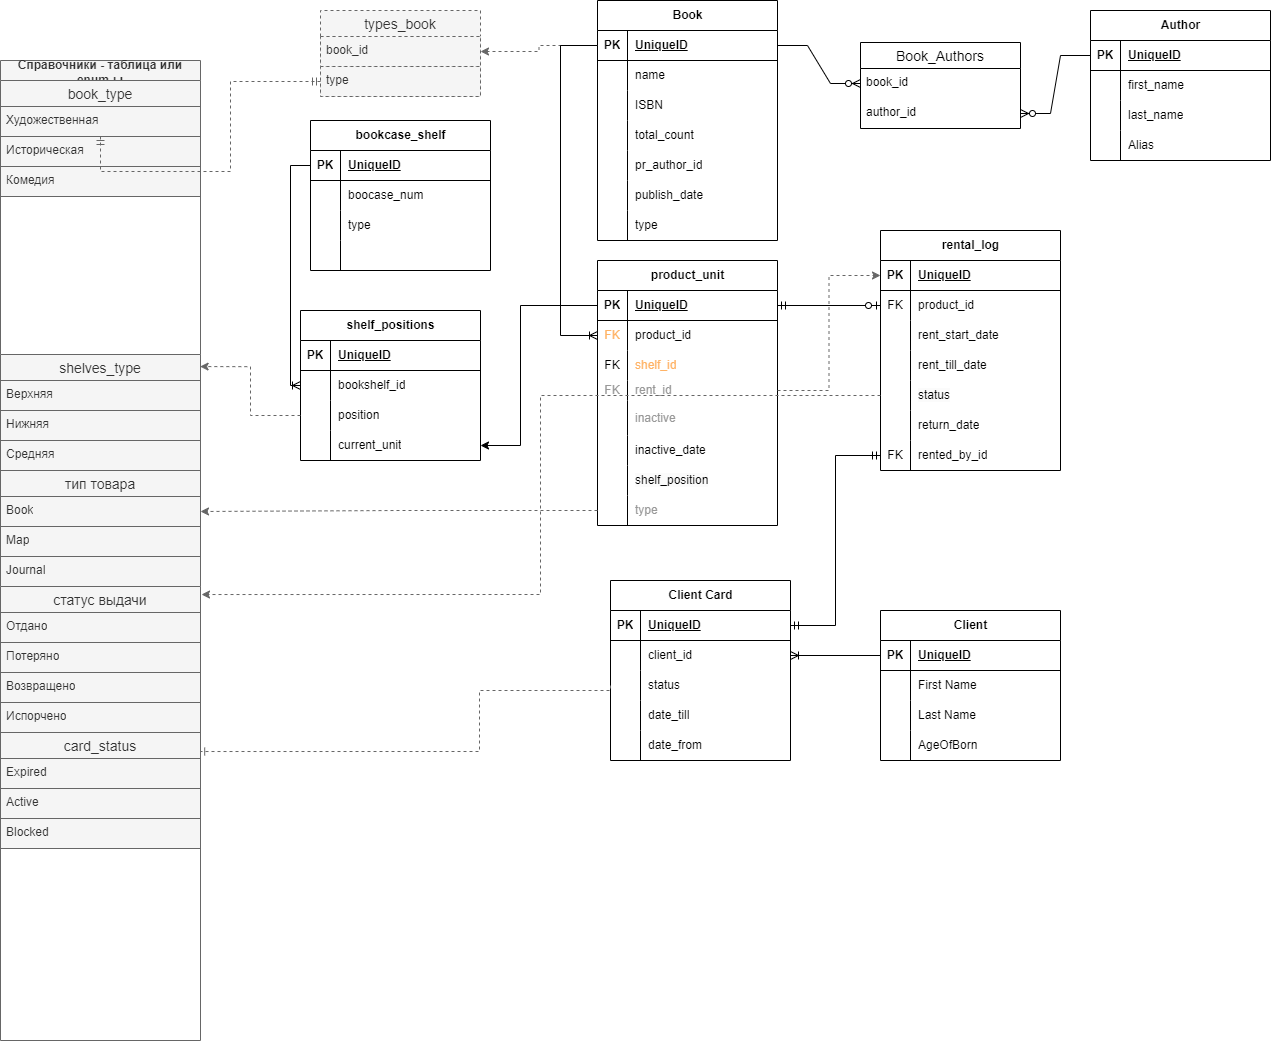 Справочники - таблица или
book_type
Художественная
Историческая
Комедия
shelves_type
Верхняя
Нижняя
Средняя
тип товара
Book
Map
Journal
статус выдачи
Отдано
Потеряно
Возвращено
Испорчено
card_status
Expired
Active
Blocked
types_book
book_id
type
bookcase_shelf
PK UniqueID
boocase_num
type
shelf_positions
PK UniqueID
bookshelf_id
position
current_unit
Book
PK UniqueID
name
ISBN
total_count
pr_author_id
publish_date
type
product_unit
PK UniqueID
FK product_id
FK shelf_id
FK rent_id
inactive
inactive_date
shelf_position
type
Book_Authors
book_id
author_id
Author
PK UniqueID
first_name
last_name
Alias
rental_log
PK UniqueID
FK product_id
rent_start_date
rent_till_date
status
return_date
FK rented_by_id
Client Card
PK UniqueID
client_id
status
date_till
date_from
Client
PK UniqueID
First Name
Last Name
AgeOfBorn